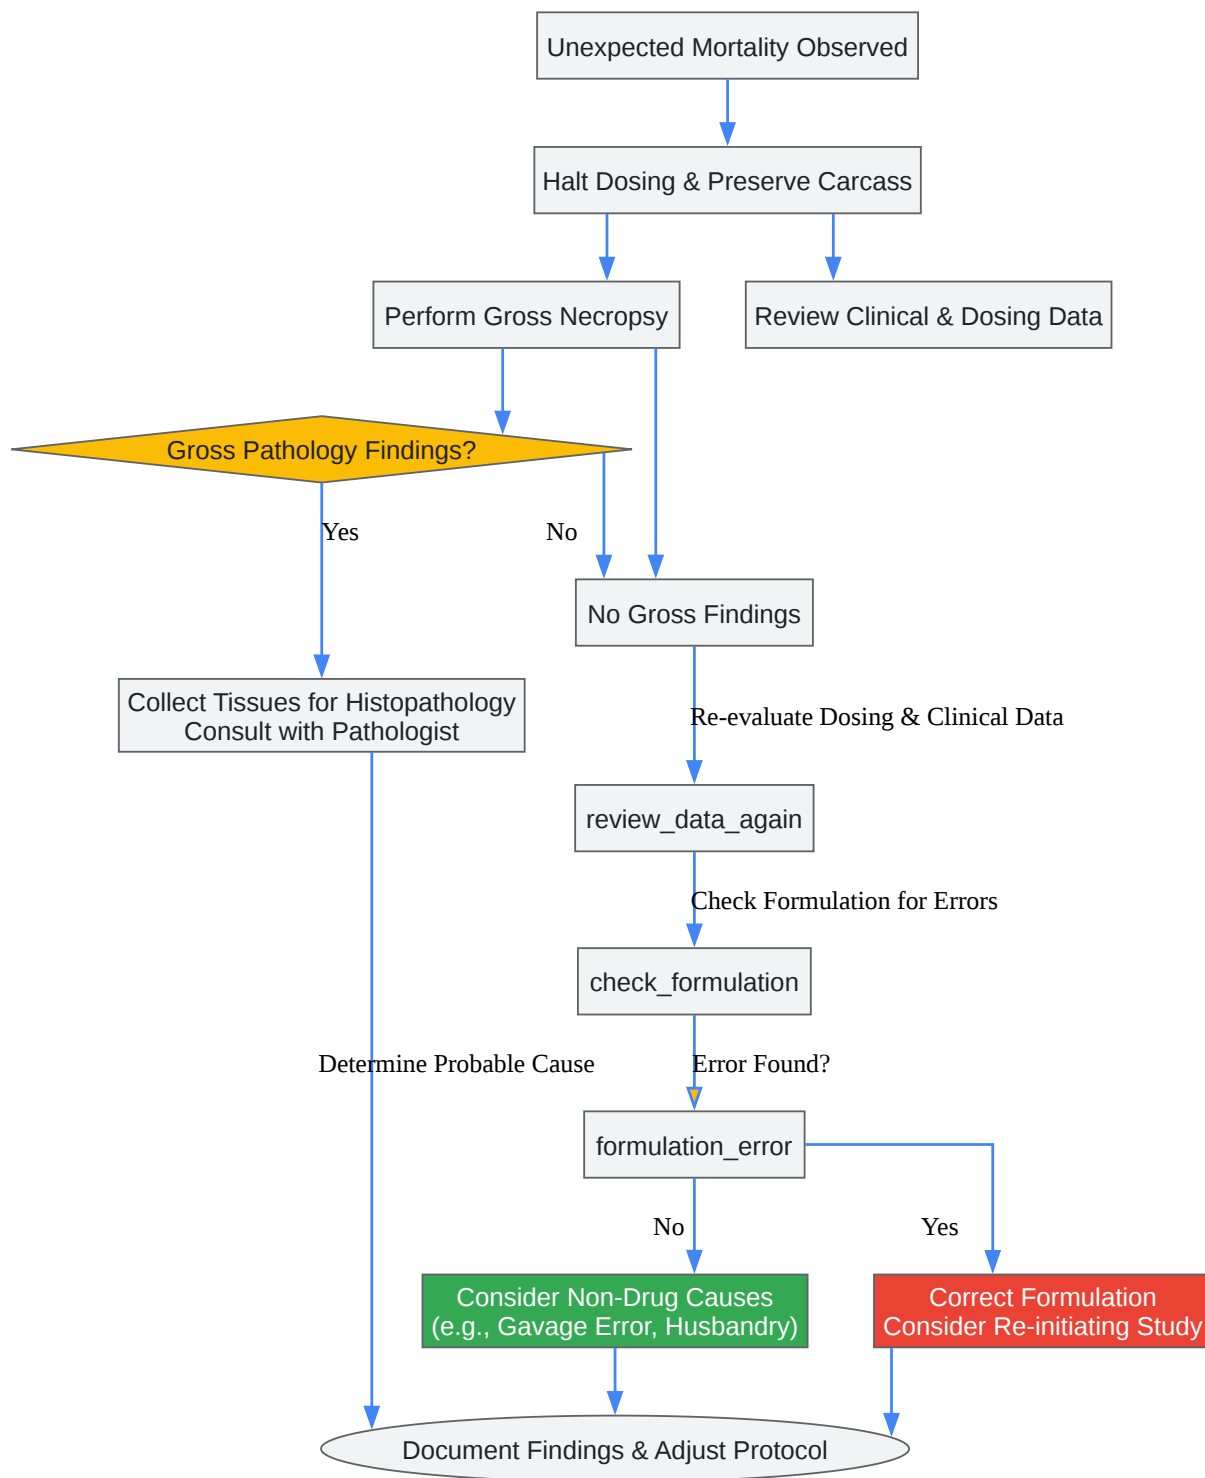 Unexpected Mortality Observed
Halt Dosing & Preserve Carcass
Perform Gross Necropsy
Review Clinical & Dosing Data
Gross Pathology Findings?
Yes
No
No Gross Findings
Collect Tissues for Histopathology
Consult with Pathologist
Re-evaluate Dosing & Clinical Data
review_data_again
Check Formulation for Errors
check_formulation
Determine Probable Cause
Error Found?
formulation_error
No
Yes
Consider Non-Drug Causes
(e.g., Gavage Error, Husbandry)
Correct Formulation
Consider Re-initiating Study
Document Findings & Adjust Protocol